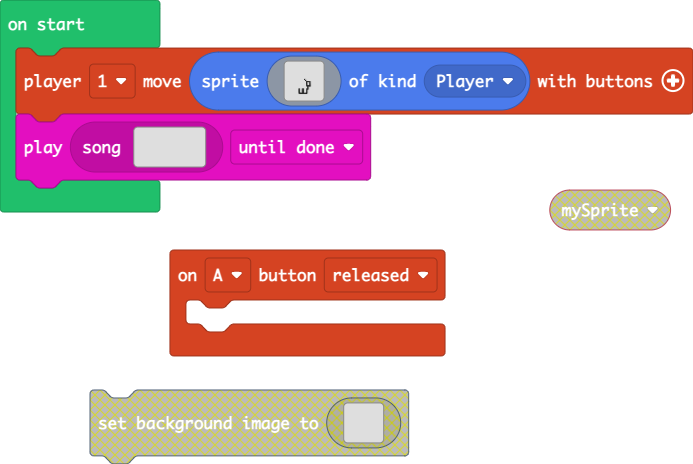 on start
player 1 move sprite of kind Player with buttons
play song until done
mySprite
on A button released
set background image to